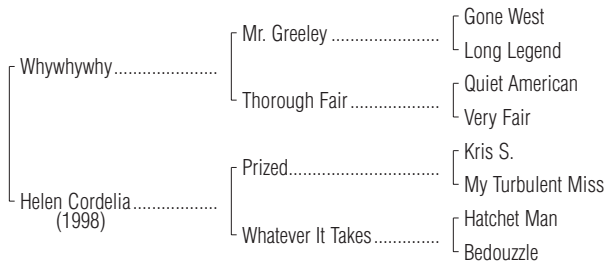 Gone West
Mr. Greeley ...................
Long Legend
Whywhywhy.....................
Quiet American
Thorough Fair..................
Very Fair
Kris S.
Prized..............................
My Turbulent Miss
Helen Cordelia.................
(1998)
Hatchet Man
Whatever It Takes.............
Bedouzzle